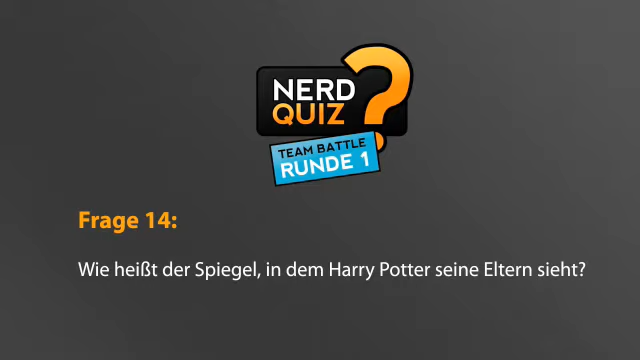 NERD
QUIZ
TEAM BATTLE
RUNDE 1
Frage 14:
Wie heißt der Spiegel, in dem Harry Potter seine Eltern sieht?